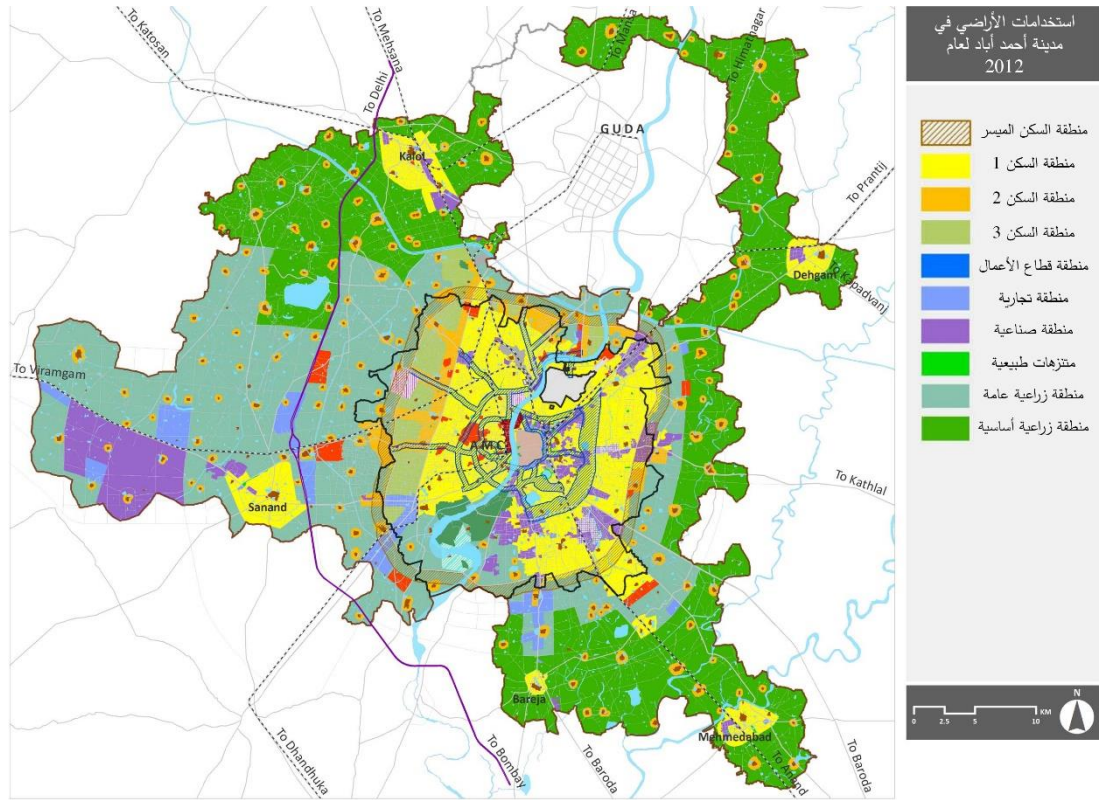 استخدامات الأراضي في
مدينة أحمد أباد لعام
2012
منطقة السكن الميسر
منطقة السكن 1
منطقة السكن 2
منطقة السكن 3
منطقة قطاع الأعمال
منطقة تجارية
منطقة صناعية
متنزهات طبيعية
منطقة زراعية عامة
منطقة زراعية أساسية
N
0 2.5 5 10 KM
To Katosan
To Mehsana
To Delhi
To Mansa
To Himatnagar
GUDA
Kalol
To Prantij
Dehgam
To Kapadvanj
To Viramgam
AMC
To Kathlal
Sanand
Bareja
Mehmedabad
To Dhandhuka
To Bombay
To Baroda
To Anand
To Baroda